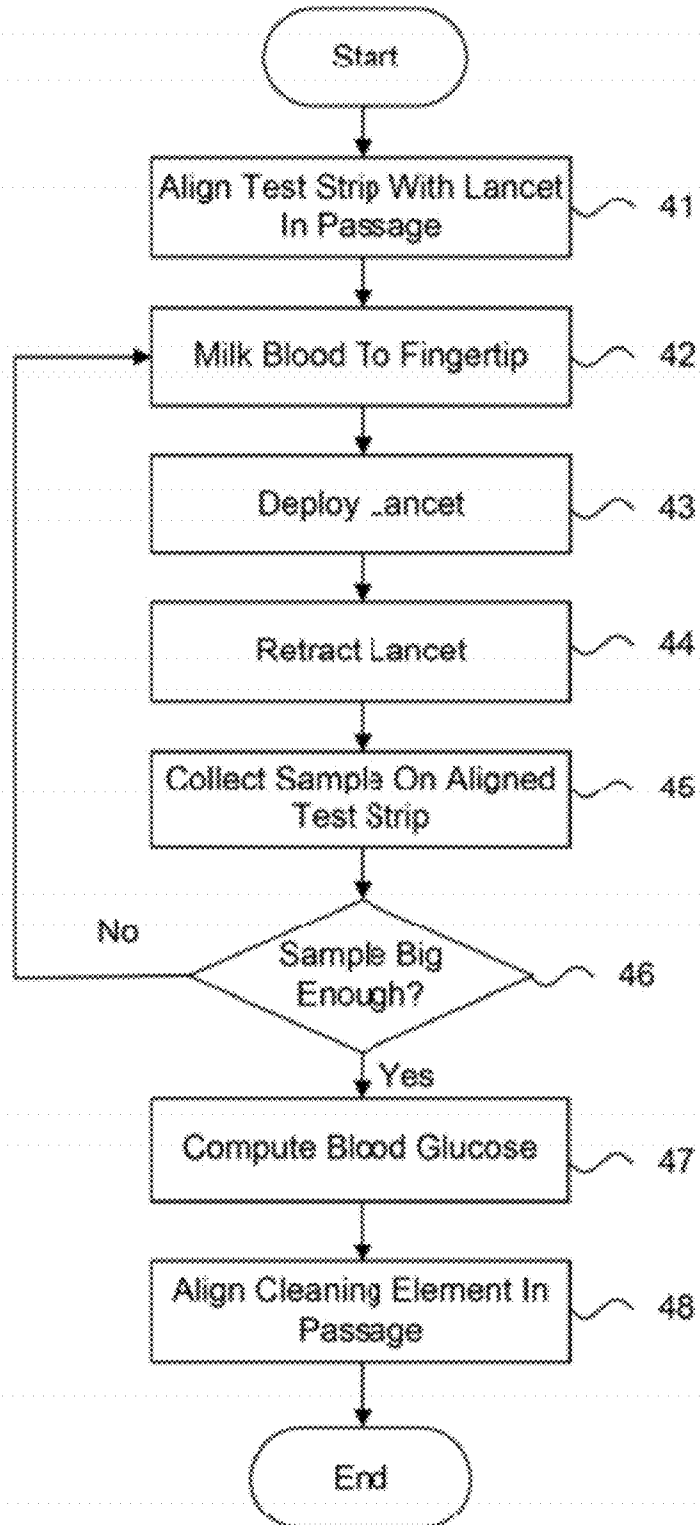 Start
Align Test Strip With Lancet
In Passage
41
Milk Blood To Fingertip
42
Deploy Lancet
43
Retract Lancet
44
Collect Sample On Aligned
Test Strip
45
No
Sample Big
Enough?
46
Yes
Compute Blood Glucose
47
Align Cleaning Element In
Passage
48
End